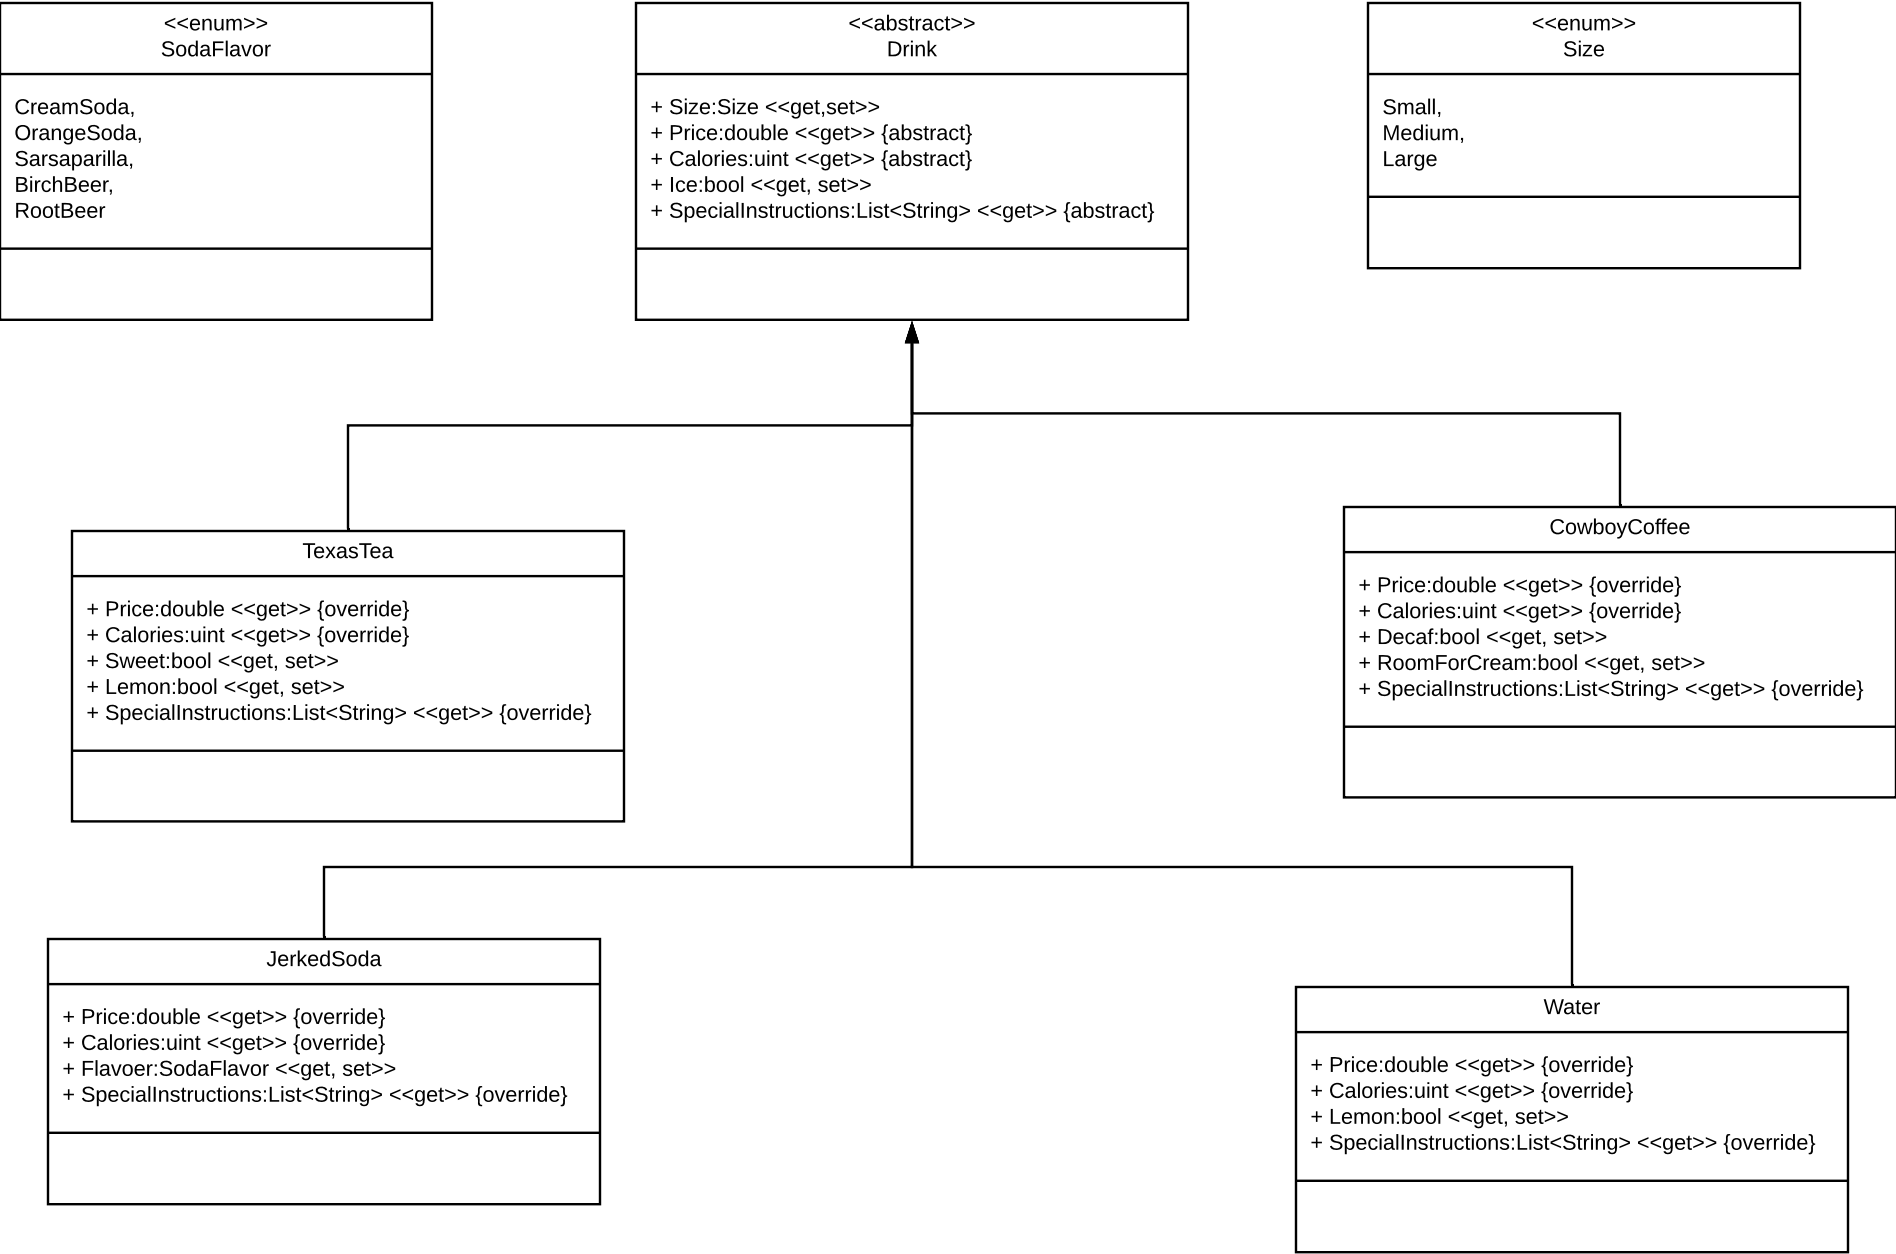 <<enum>>
SodaFlavor
CreamSoda,
OrangeSoda,
Sarsaparilla,
BirchBeer,
RootBeer
<<abstract>>
Drink
+ Size:Size <<get,set>>
+ Price:double <<get>> {abstract}
+ Calories:uint <<get>> {abstract}
+ Ice:bool <<get, set>>
+ SpecialInstructions:List<String> <<get>> {abstract}
<<enum>>
Size
Small,
Medium,
Large
TexasTea
+ Price:double <<get>> {override}
+ Calories:uint <<get>> {override}
+ Sweet:bool <<get, set>>
+ Lemon:bool <<get, set>>
+ SpecialInstructions:List<String> <<get>> {override}
CowboyCoffee
+ Price:double <<get>> {override}
+ Calories:uint <<get>> {override}
+ Decaf:bool <<get, set>>
+ RoomForCream:bool <<get, set>>
+ SpecialInstructions:List<String> <<get>> {override}
JerkedSoda
+ Price:double <<get>> {override}
+ Calories:uint <<get>> {override}
+ Flavoer:SodaFlavor <<get, set>>
+ SpecialInstructions:List<String> <<get>> {override}
Water
+ Price:double <<get>> {override}
+ Calories:uint <<get>> {override}
+ Lemon:bool <<get, set>>
+ SpecialInstructions:List<String> <<get>> {override}